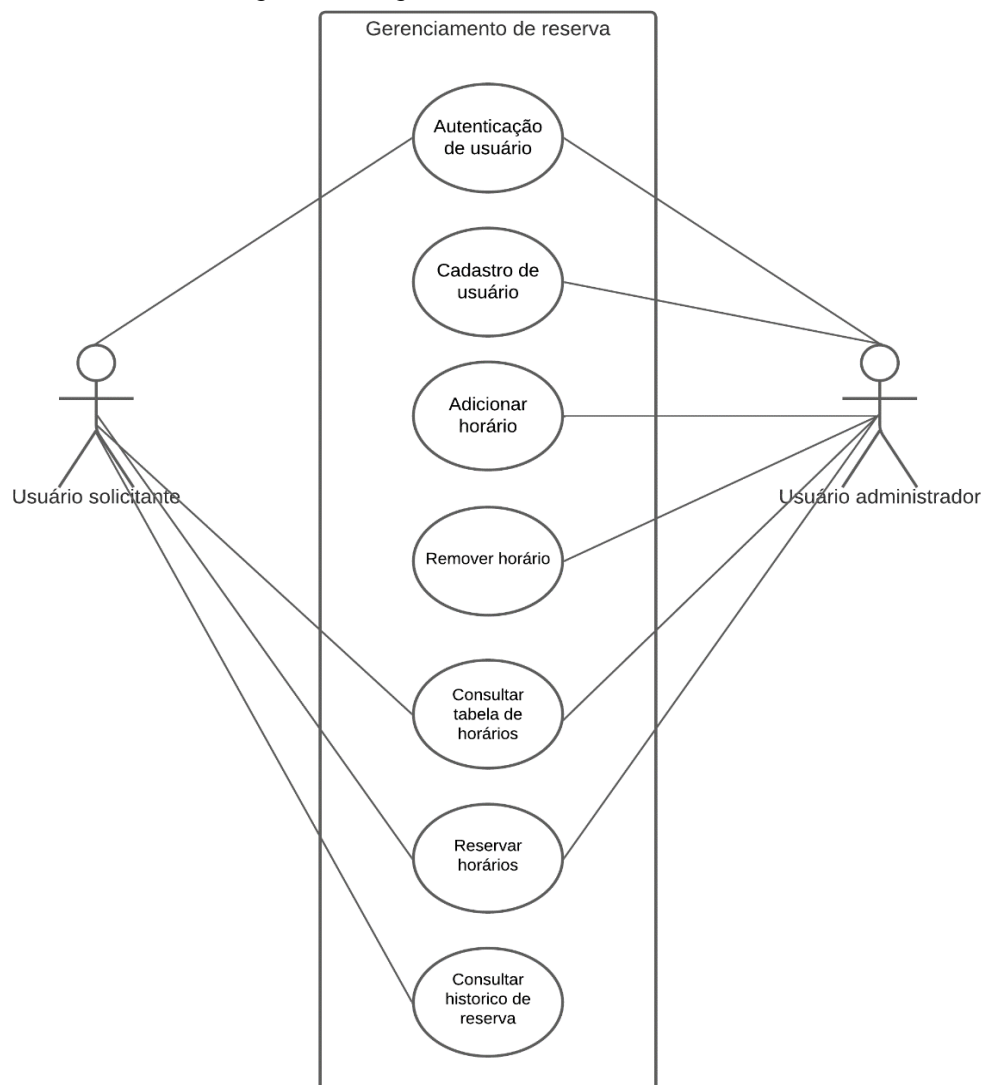 Gerenciamento de reserva
Autenticação
de usuário
Cadastro de
usuário
Adicionar
horário
Usuário solicitante
Usuário administrador
Remover horário
Consultar
tabela de
horários
Reservar
horários
Consultar
historico de
reserva